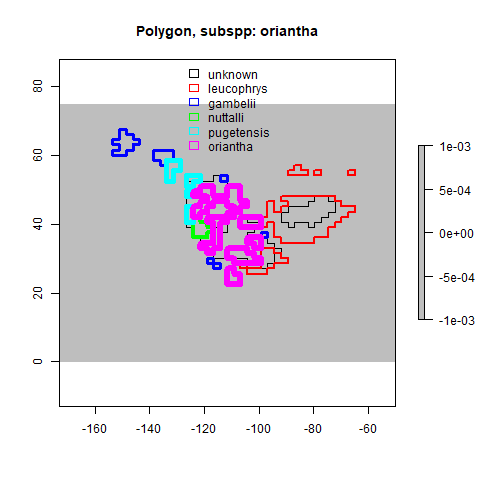 Polygon, subspp: oriantha
unknown
leucophrys
gambelii
nuttalli
pugetensis
oriantha
80
60
40
20
0
-160
-140
-120
-100
-80
-60
1e-03
5e-04
0e+00
-5e-04
-1e-03